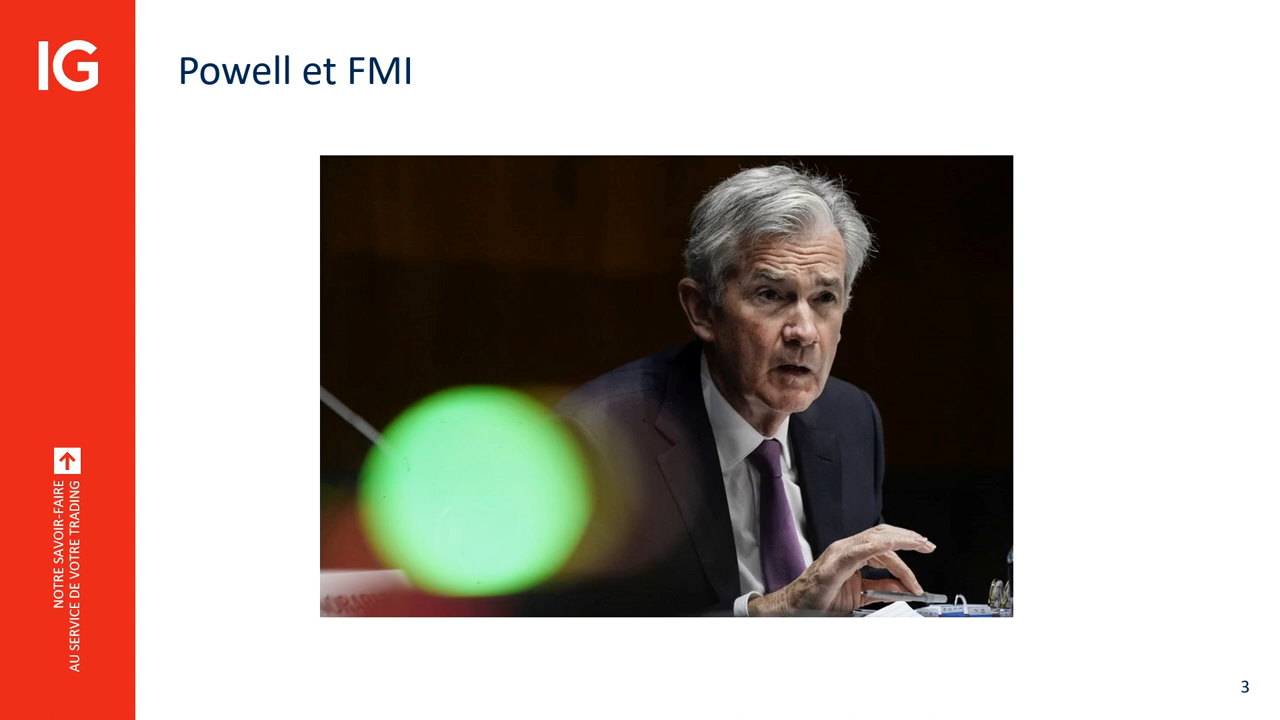 IG
Powell et FMI
NOTRE SAVOIR-FAIRE
AU SERVICE DE VOTRE TRADING
3